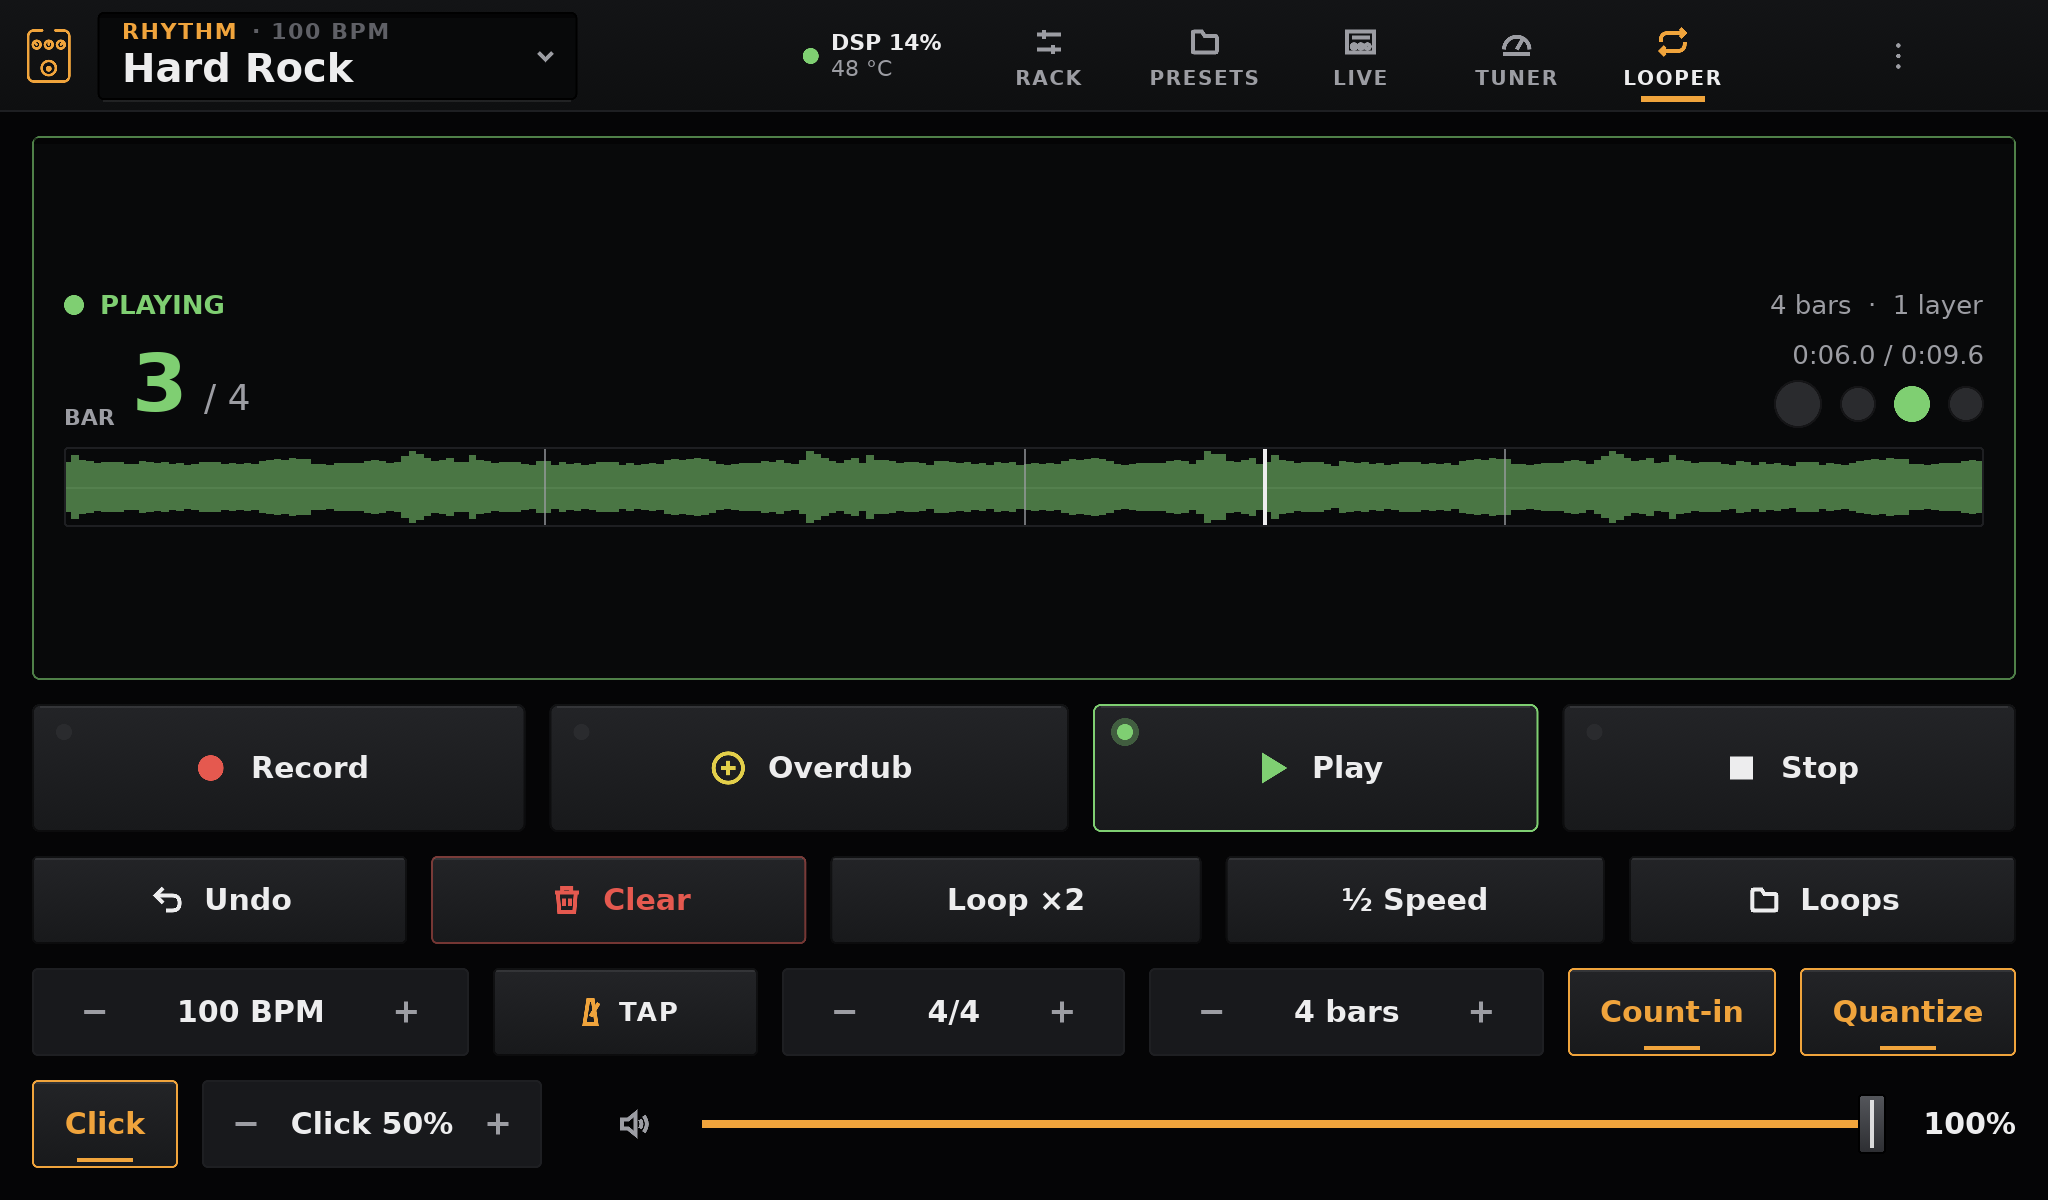 RHYTHM · 100 BPM
Hard Rock
DSP 14%
48 °C
RACK
PRESETS
LIVE
TUNER
LOOPER
PLAYING
4 bars · 1 layer
0:06.0 / 0:09.6
BAR 3 / 4
Record
Overdub
Play
Stop
Undo
Clear
Loop ×2
½ Speed
Loops
− 100 BPM +
TAP
− 4/4 +
− 4 bars +
Count-in
Quantize
Click
− Click 50% +
100%